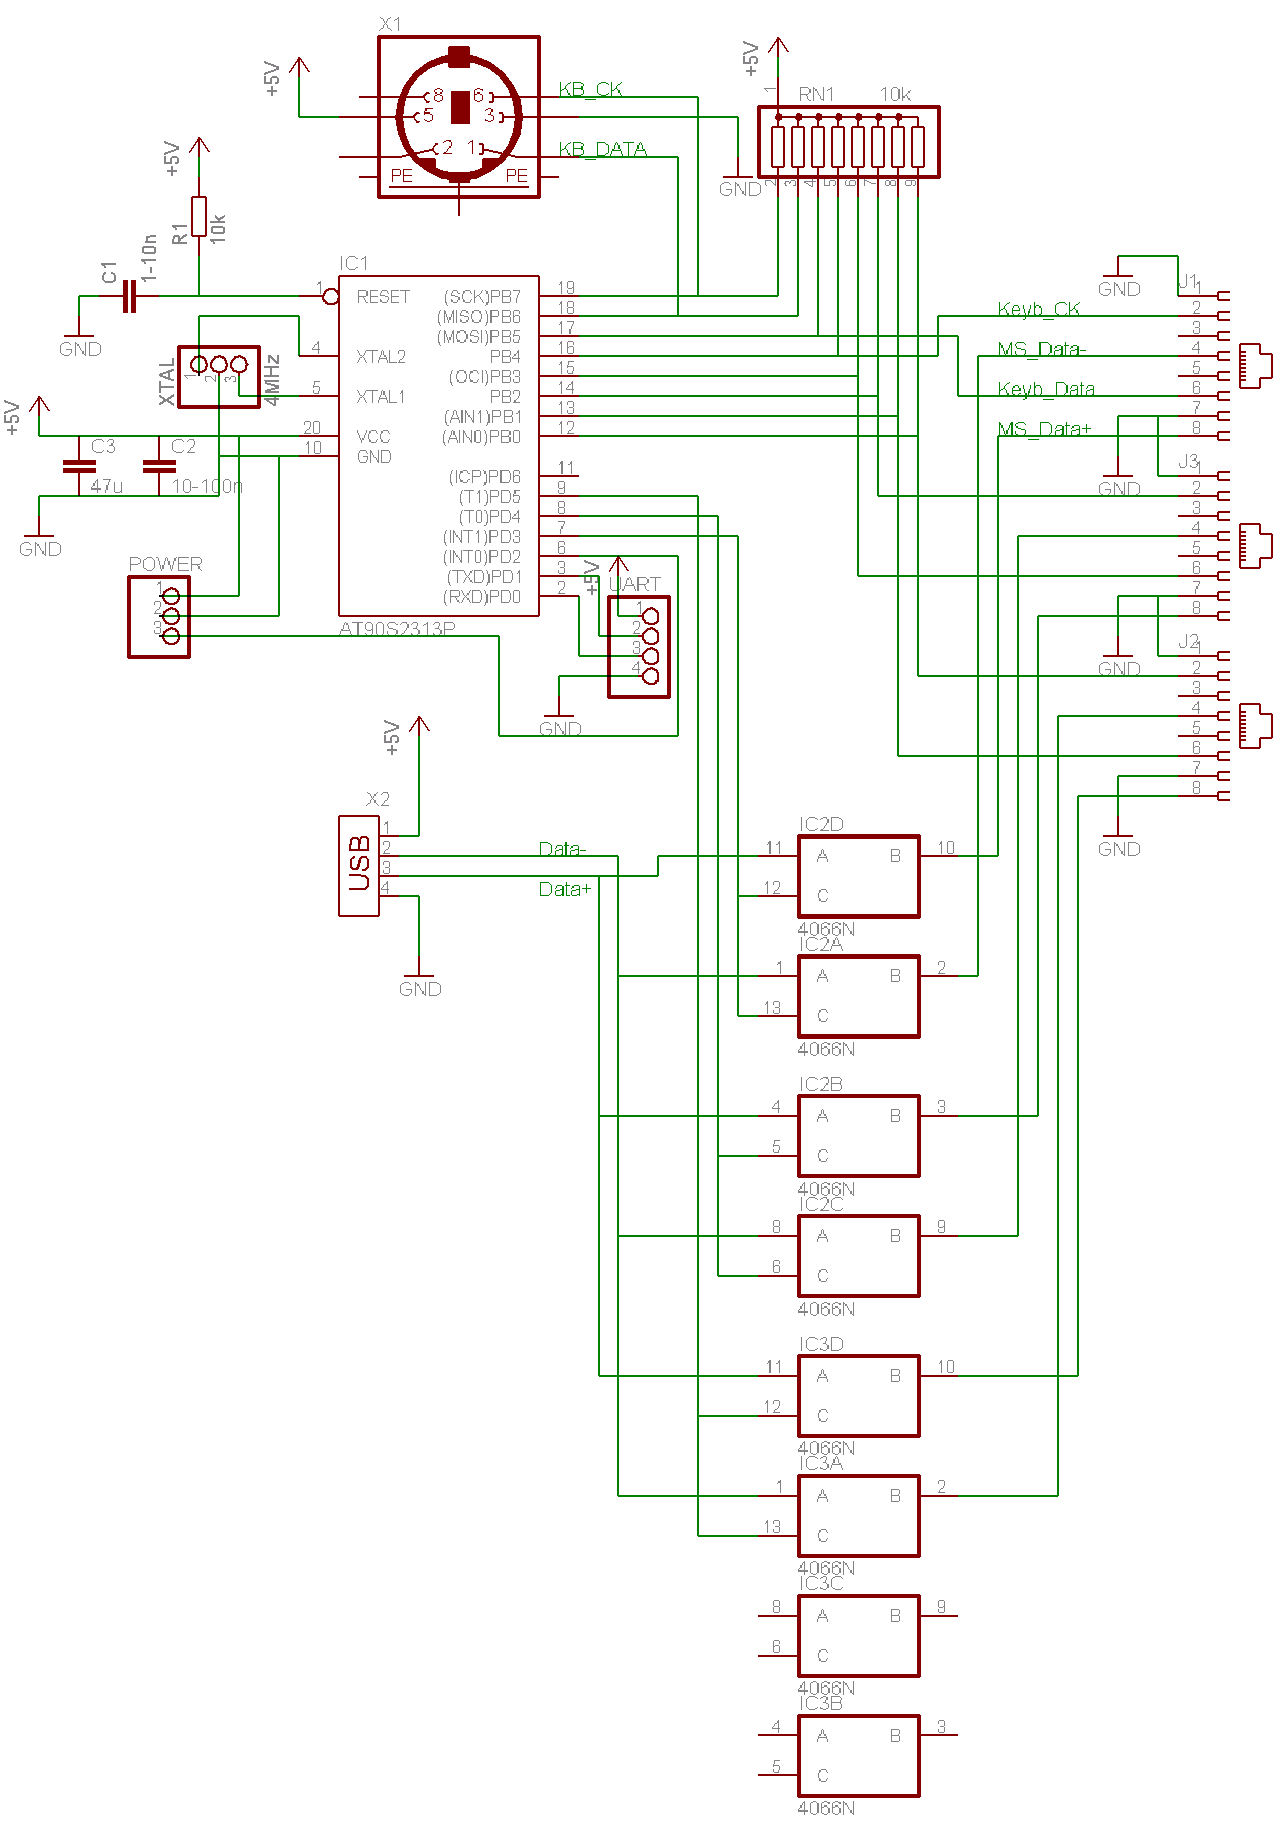 X1
+5V
8 6
5 3
2 1
PE PE
KB_CK
KB_DATA
GND
+5V
1
RN1 10k
2 3 4 5 6 7 8 9
+5V
R1
10k
C1
1-10n
GND
XTAL
1 2 3
4MHz
+5V
C3
47u
C2
10-100n
GND
POWER
1
2
3
IC1
1 RESET (SCK)PB7 19
(MISO)PB6 18
(MOSI)PB5 17
4 XTAL2 PB4 16
(OCI)PB3 15
5 XTAL1 PB2 14
(AIN1)PB1 13
20 VCC (AIN0)PB0 12
10 GND
(ICP)PD6 11
(T1)PD5 9
(T0)PD4 8
(INT1)PD3 7
(INT0)PD2 6
(TXD)PD1 3
(RXD)PD0 2
AT90S2313P
+5V
UART
1
2
3
4
GND
GND
J1
1
Keyb_CK 2
3
MS_Data- 4
5
Keyb_Data 6
7
MS_Data+ 8
GND
J3
1
2
3
4
5
6
7
8
GND
J2
1
2
3
4
5
6
7
8
GND
+5V
X2
USB
1
2
3
4
Data-
Data+
GND
IC2D
11 A B 10
12 C
4066N
IC2A
1 A B 2
13 C
4066N
IC2B
4 A B 3
5 C
4066N
IC2C
8 A B 9
6 C
4066N
IC3D
11 A B 10
12 C
4066N
IC3A
1 A B 2
13 C
4066N
IC3C
8 A B 9
6 C
4066N
IC3B
4 A B 3
5 C
4066N